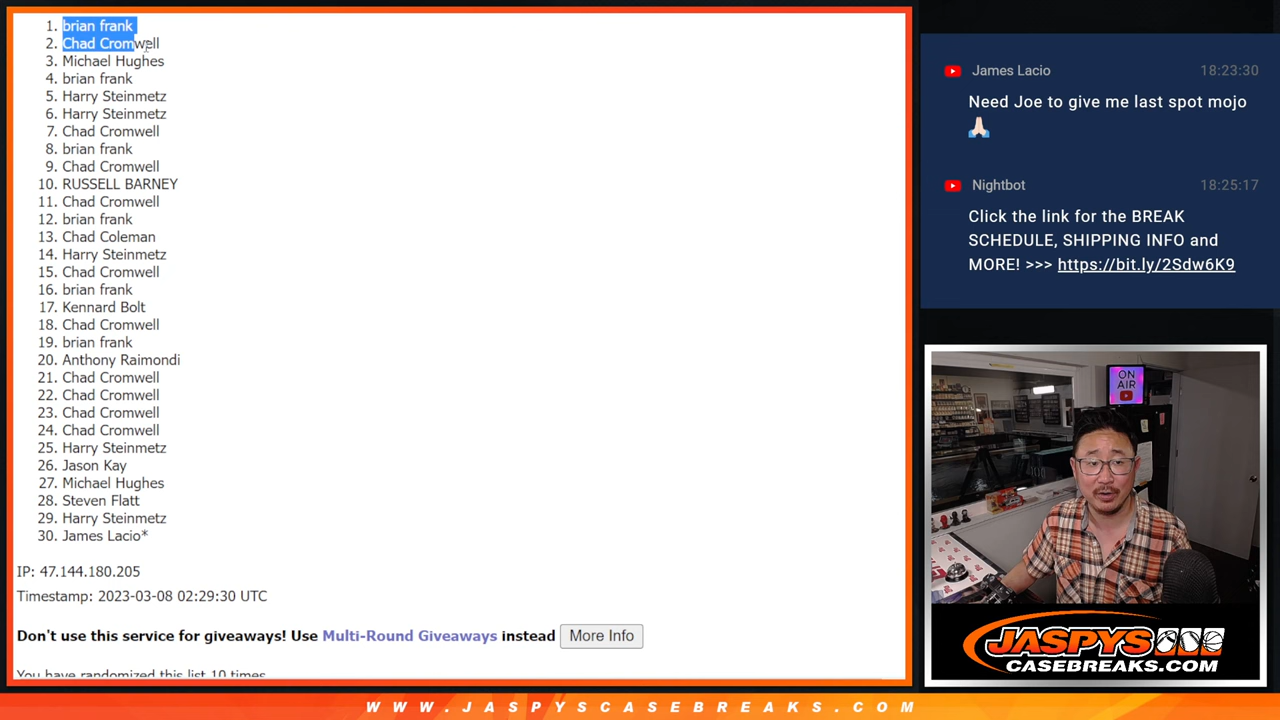 1. brian frank
2. Chad Cromwell
3. Michael Hughes
4. brian frank
5. Harry Steinmetz
6. Harry Steinmetz
7. Chad Cromwell
8. brian frank
9. Chad Cromwell
10. RUSSELL BARNEY
11. Chad Cromwell
12. brian frank
13. Chad Coleman
14. Harry Steinmetz
15. Chad Cromwell
16. brian frank
17. Kennard Bolt
18. Chad Cromwell
19. brian frank
20. Anthony Raimondi
21. Chad Cromwell
22. Chad Cromwell
23. Chad Cromwell
24. Chad Cromwell
25. Harry Steinmetz
26. Jason Kay
27. Michael Hughes
28. Steven Flatt
29. Harry Steinmetz
30. James Lacio*
IP: 47.144.180.205
Timestamp: 2023-03-08 02:29:30 UTC
Don't use this service for giveaways! Use Multi-Round Giveaways instead More Info
You have randomized this list 10 times
James Lacio 18:23:30
Need Joe to give me last spot mojo
🙏🏻
Nightbot 18:25:17
Click the link for the BREAK
SCHEDULE, SHIPPING INFO and
MORE! >>> https://bit.ly/2Sdw6K9
ON
AIR
JASPYS
CASEBREAKS.COM
WWW.JASPYSCASEBREAKS.COM